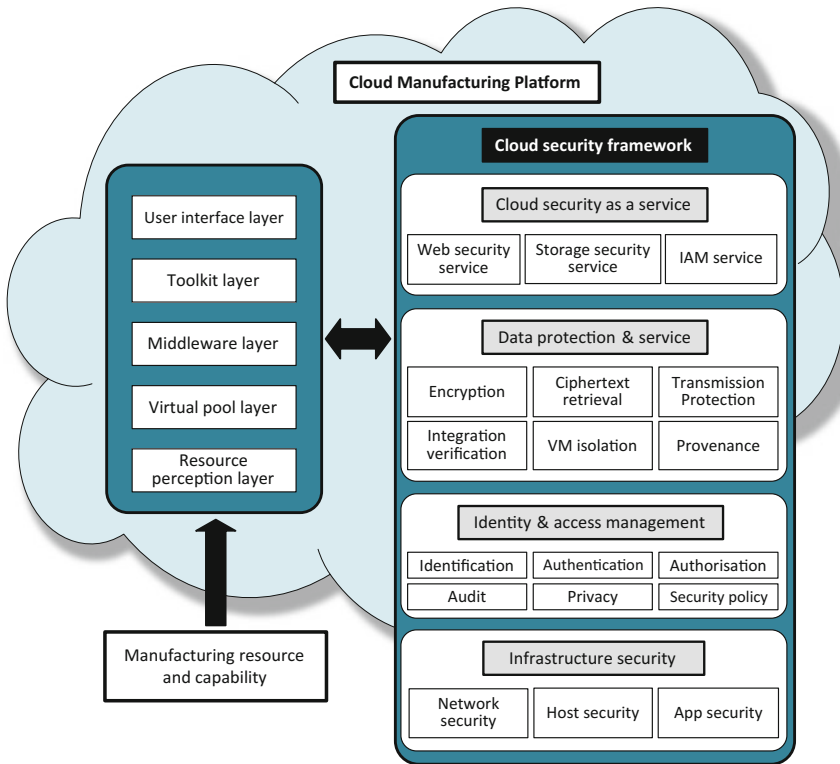 Cloud Manufacturing Platform
User interface layer
Toolkit layer
Middleware layer
Virtual pool layer
Resource
perception layer
Manufacturing resource
and capability
Cloud security framework
Cloud security as a service
Web security
service
Storage security
service
IAM service
Data protection & service
Encryption
Ciphertext
retrieval
Transmission
Protection
Integration
verification
VM isolation
Provenance
Identity & access management
Identification
Authentication
Authorisation
Audit
Privacy
Security policy
Infrastructure security
Network
security
Host security
App security